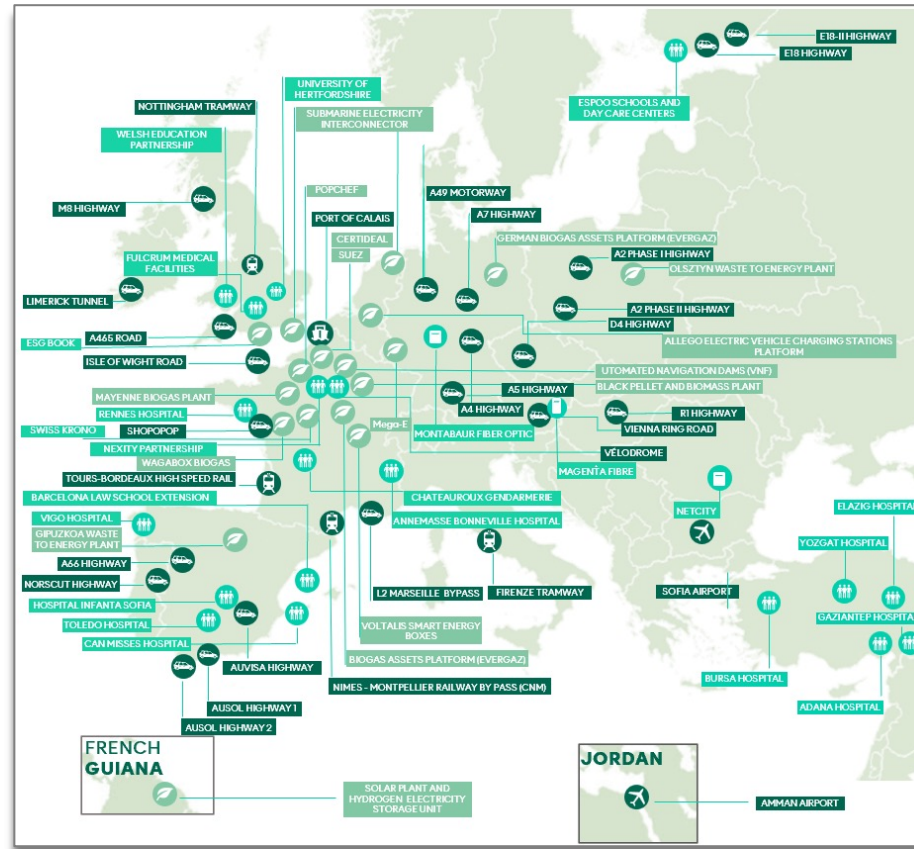 E18-II HIGHWAY
E18 HIGHWAY
UNIVERSITY OF
HERTFORDSHIRE
ESPOO SCHOOLS AND
DAY CARE CENTERS
NOTTINGHAM TRAMWAY
SUBMARINE ELECTRICITY
INTERCONNECTOR
WELSH EDUCATION
PARTNERSHIP
POPCHEF
A49 MOTORWAY
M8 HIGHWAY
PORT OF CALAIS
A7 HIGHWAY
CERTIDEAL
GERMAN BIOGAS ASSETS PLATFORM (EVERGAZ)
SUEZ
A2 PHASE I HIGHWAY
FULCRUM MEDICAL
FACILITIES
OLSZTYN WASTE TO ENERGY PLANT
LIMERICK TUNNEL
A2 PHASE II HIGHWAY
D4 HIGHWAY
A465 ROAD
ESG BOOK
ALLEGO ELECTRIC VEHICLE CHARGING STATIONS
PLATFORM
ISLE OF WIGHT ROAD
UTOMATED NAVIGATION DAMS (VNF)
BLACK PELLET AND BIOMASS PLANT
A5 HIGHWAY
MAYENNE BIOGAS PLANT
A4 HIGHWAY
R1 HIGHWAY
RENNES HOSPITAL
Mega-E
SHOPOPOP
VIENNA RING ROAD
SWISS KRONO
MONTABAUR FIBER OPTIC
NEXITY PARTNERSHIP
VÉLODROME
WAGABOX BIOGAS
MAGENTA FIBRE
TOURS-BORDEAUX HIGH SPEED RAIL
BARCELONA LAW SCHOOL EXTENSION
CHATEAUROUX GENDARMERIE
ELAZIG HOSPITAL
NETCITY
VIGO HOSPITAL
ANNEMASSE BONNEVILLE HOSPITAL
GIPUZKOA WASTE
TO ENERGY PLANT
YOZGAT HOSPITAL
A66 HIGHWAY
NORSCUT HIGHWAY
L2 MARSEILLE BYPASS
FIRENZE TRAMWAY
SOFIA AIRPORT
HOSPITAL INFANTA SOFIA
GAZIANTEP HOSPITAL
TOLEDO HOSPITAL
VOLTALIS SMART ENERGY
BOXES
CAN MISSES HOSPITAL
BIOGAS ASSETS PLATFORM (EVERGAZ)
AUVISA HIGHWAY
BURSA HOSPITAL
NIMES - MONTPELLIER RAILWAY BY PASS (CNM)
AUSOL HIGHWAY 1
ADANA HOSPITAL
AUSOL HIGHWAY 2
FRENCH
GUIANA
JORDAN
SOLAR PLANT AND
HYDROGEN ELECTRICITY
STORAGE UNIT
AMMAN AIRPORT